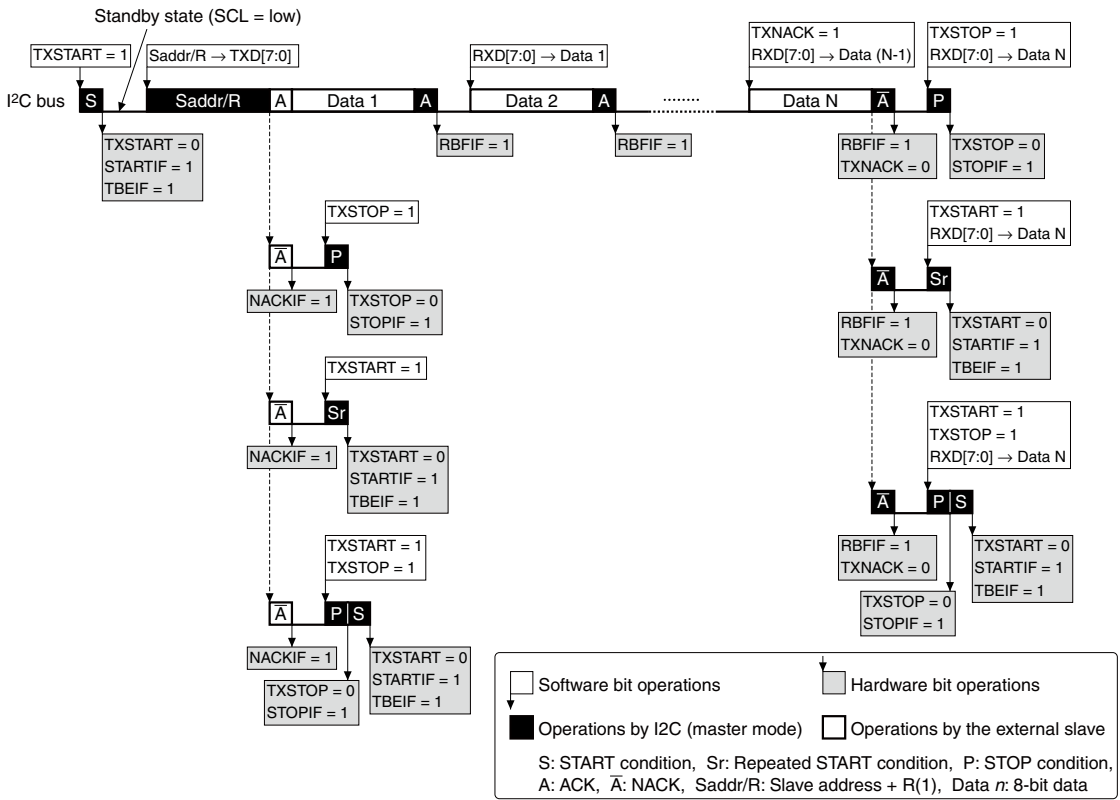 Standby state (SCL = low)
TXSTART = 1
Saddr/R → TXD[7:0]
RXD[7:0] → Data 1
TXNACK = 1
RXD[7:0] → Data (N-1)
TXSTOP = 1
RXD[7:0] → Data N
I²C bus
S
Saddr/R
A
Data 1
A
Data 2
A
Data N
A̅
P
TXSTART = 0
STARTIF = 1
TBEIF = 1
RBFIF = 1
RBFIF = 1
RBFIF = 1
TXNACK = 0
TXSTOP = 0
STOPIF = 1
TXSTOP = 1
A̅
P
NACKIF = 1
TXSTOP = 0
STOPIF = 1
TXSTART = 1
RXD[7:0] → Data N
A̅
Sr
RBFIF = 1
TXNACK = 0
TXSTART = 0
STARTIF = 1
TBEIF = 1
TXSTART = 1
A̅
Sr
NACKIF = 1
TXSTART = 0
STARTIF = 1
TBEIF = 1
TXSTART = 1
TXSTOP = 1
RXD[7:0] → Data N
A̅
P
S
RBFIF = 1
TXNACK = 0
TXSTOP = 0
STOPIF = 1
TXSTART = 0
STARTIF = 1
TBEIF = 1
TXSTART = 1
TXSTOP = 1
A̅
P
S
NACKIF = 1
TXSTOP = 0
STOPIF = 1
TXSTART = 0
STARTIF = 1
TBEIF = 1
Software bit operations
Hardware bit operations
Operations by I2C (master mode)
Operations by the external slave
S: START condition, Sr: Repeated START condition, P: STOP condition,
A: ACK, A̅: NACK, Saddr/R: Slave address + R(1), Data n: 8-bit data